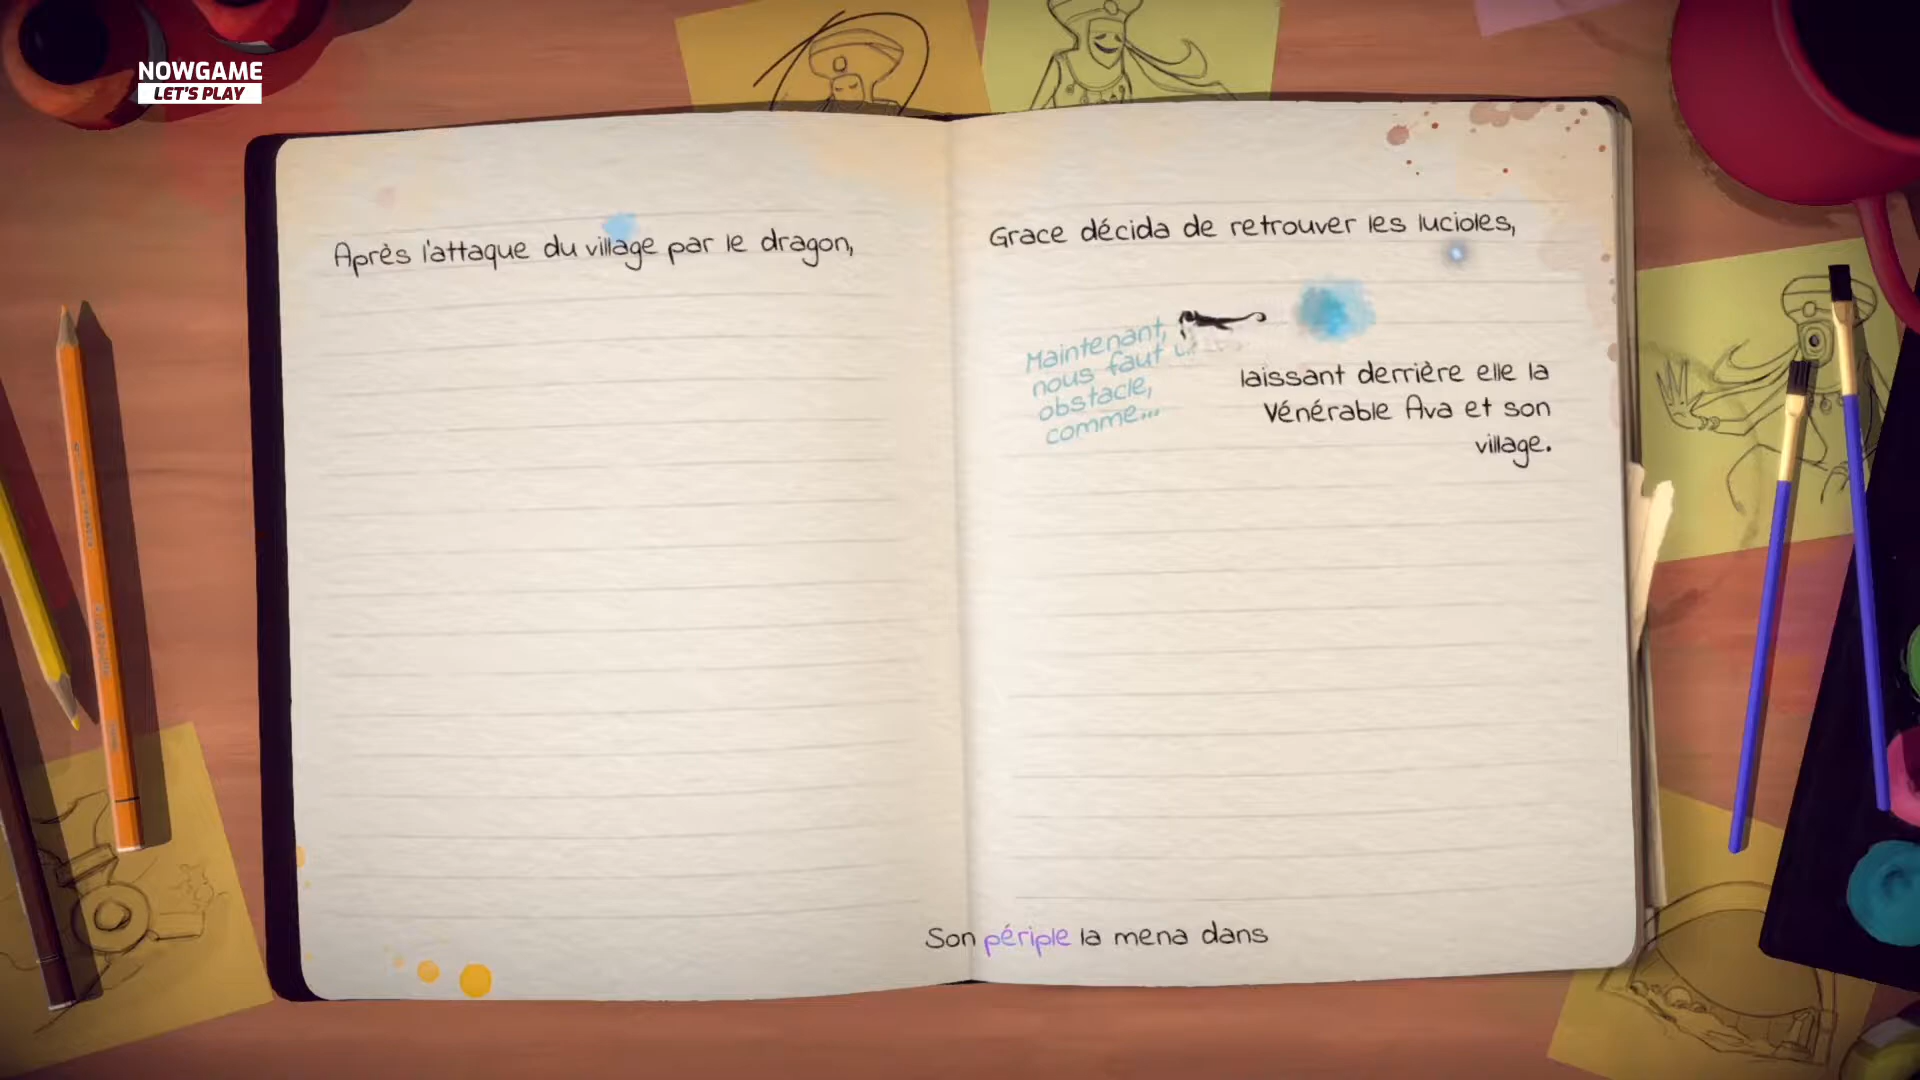 NOWGAME
LET'S PLAY
Après l'attaque du village par le dragon,
Grace décida de retrouver les lucioles,
Maintenant,
nous faut
obstacle,
comme...
laissant derrière elle la
Vénérable Ava et son
village.
Son périple la mena dans